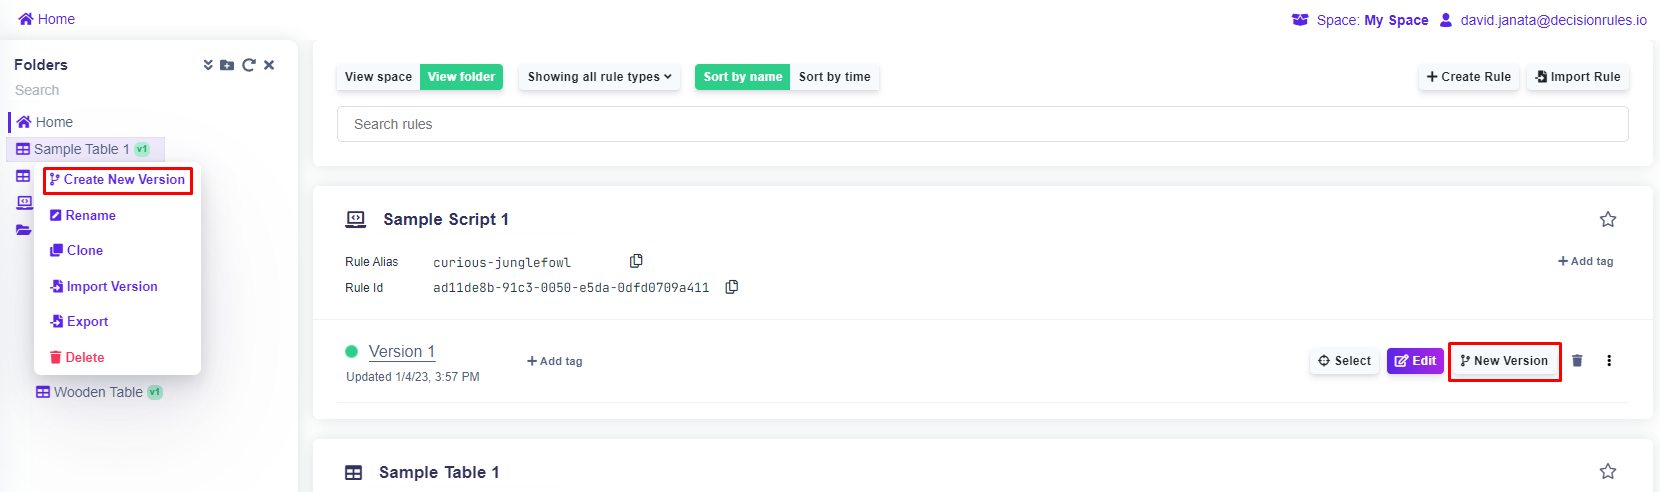 Home
Space: My Space
david.janata@decisionrules.io
Folders
Search
Home
Sample Table 1 v1
Create New Version
Rename
Clone
Import Version
Export
Delete
Wooden Table v1
View space View folder
Showing all rule types
Sort by name Sort by time
Create Rule
Import Rule
Search rules
Sample Script 1
Rule Alias curious-junglefowl
Add tag
Rule Id ad11de8b-91c3-0050-e5da-0dfd0709a411
Version 1
Updated 1/4/23, 3:57 PM
Add tag
Select
Edit
New Version
Sample Table 1